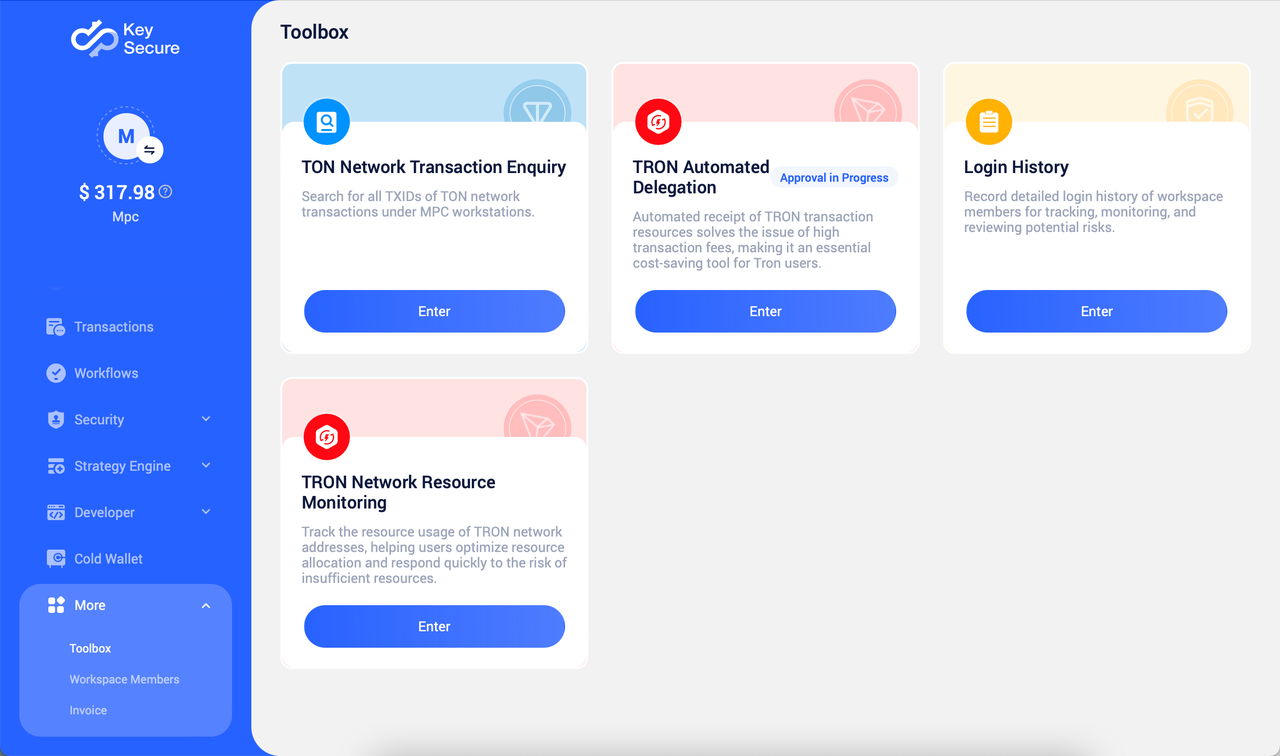 Key
Secure
M
$ 317.98
Mpc
Transactions
Workflows
Security
Strategy Engine
Developer
Cold Wallet
More
Toolbox
Workspace Members
Invoice
Toolbox
TON Network Transaction Enquiry
Search for all TXIDs of TON network
transactions under MPC workstations.
Enter
TRON Automated
Delegation
Approval in Progress
Automated receipt of TRON transaction
resources solves the issue of high
transaction fees, making it an essential
cost-saving tool for Tron users.
Enter
Login History
Record detailed login history of workspace
members for tracking, monitoring, and
reviewing potential risks.
Enter
TRON Network Resource
Monitoring
Track the resource usage of TRON network
addresses, helping users optimize resource
allocation and respond quickly to the risk of
insufficient resources.
Enter